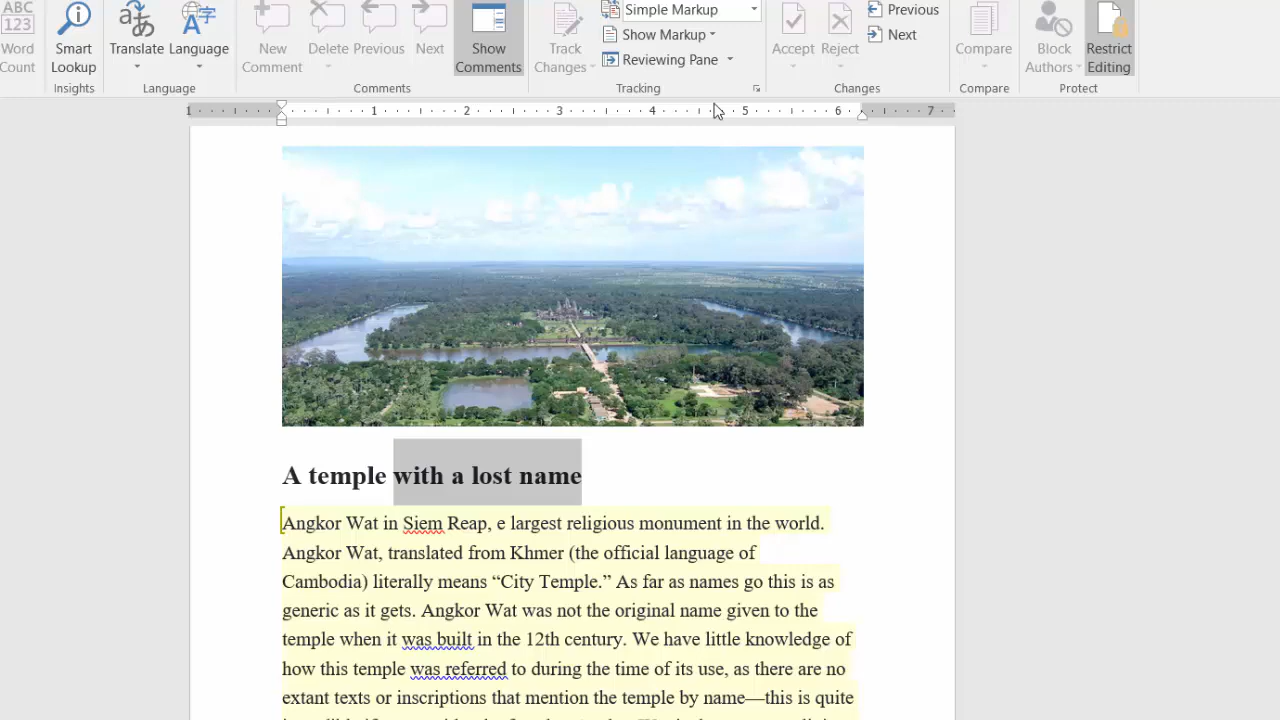 ABC
123
Word
Count
Smart
Lookup
Insights
Translate
Language
Language
New
Comment
Delete
Previous
Next
Show
Comments
Comments
Track
Changes
Simple Markup
Show Markup
Reviewing Pane
Tracking
Accept
Reject
Previous
Next
Changes
Compare
Compare
Block
Authors
Restrict
Editing
Protect
1 1 2 3 4 5 6 7
A temple with a lost name
Angkor Wat in Siem Reap, e largest religious monument in the world.
Angkor Wat, translated from Khmer (the official language of
Cambodia) literally means “City Temple.” As far as names go this is as
generic as it gets. Angkor Wat was not the original name given to the
temple when it was built in the 12th century. We have little knowledge of
how this temple was referred to during the time of its use, as there are no
extant texts or inscriptions that mention the temple by name—this is quite